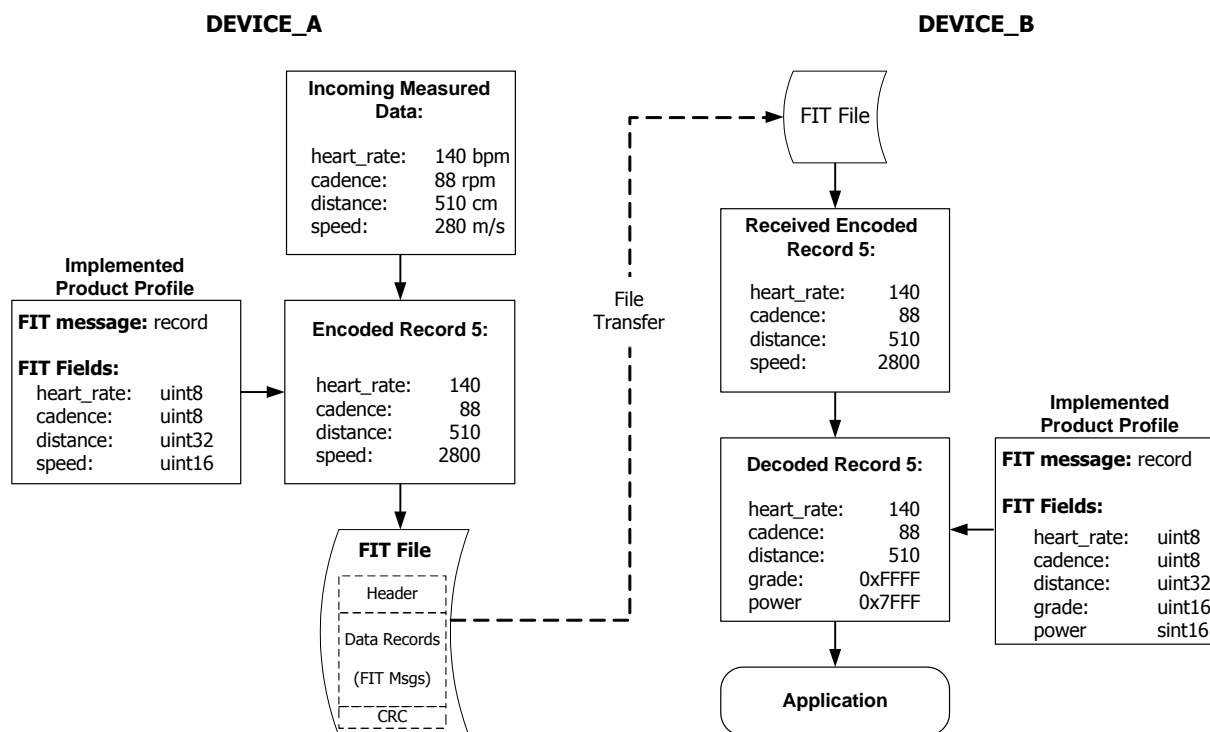 DEVICE_A
Incoming Measured
Data:
heart_rate: 140 bpm
cadence: 88 rpm
distance: 510 cm
speed: 280 m/s
Implemented
Product Profile
FIT message: record
FIT Fields:
heart_rate: uint8
cadence: uint8
distance: uint32
speed: uint16
Encoded Record 5:
heart_rate: 140
cadence: 88
distance: 510
speed: 2800
FIT File
Header
Data Records
(FIT Msgs)
CRC
File
Transfer
DEVICE_B
FIT File
Received Encoded
Record 5:
heart_rate: 140
cadence: 88
distance: 510
speed: 2800
Decoded Record 5:
heart_rate: 140
cadence: 88
distance: 510
grade: 0xFFFF
power 0x7FFF
Implemented
Product Profile
FIT message: record
FIT Fields:
heart_rate: uint8
cadence: uint8
distance: uint32
grade: uint16
power sint16
Application